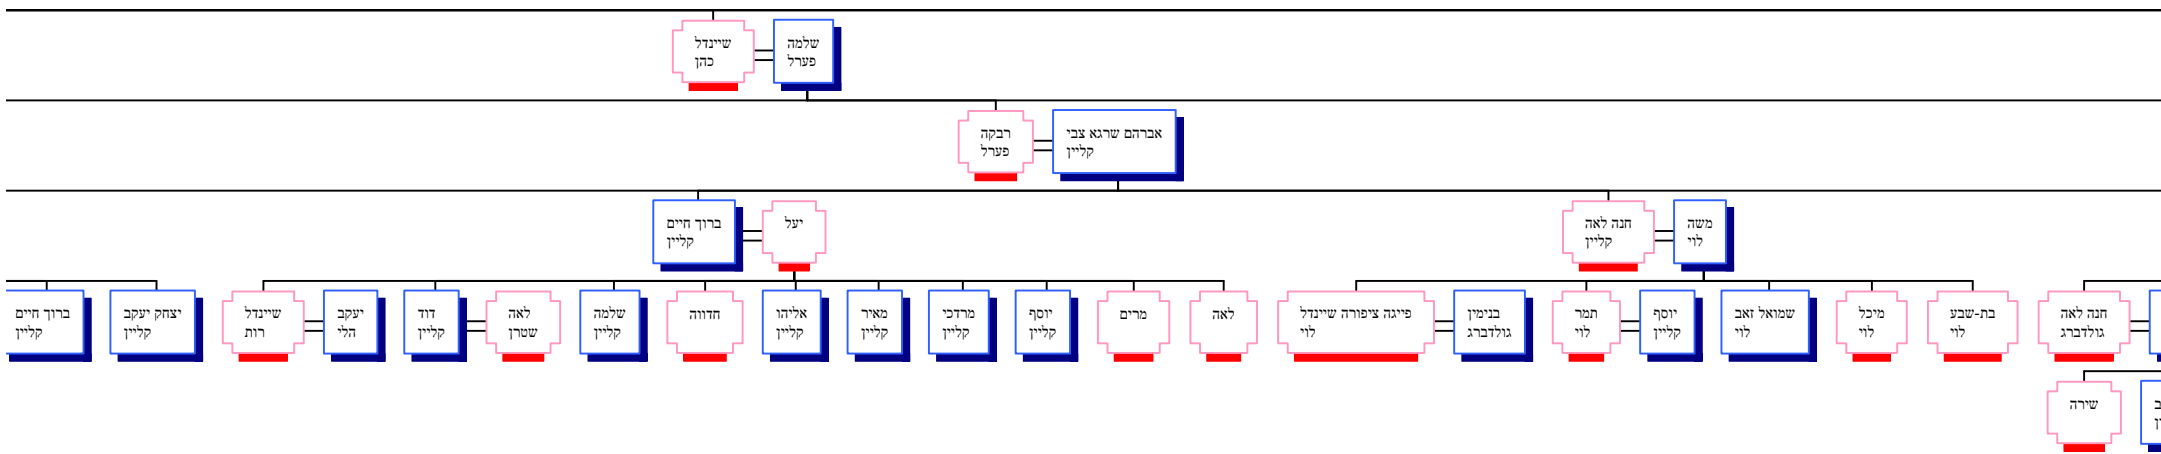 שלמה
פערל
שיינדל
כהן
אברהם שרגא צבי
קליין
רבקה
פערל
משה
לוי
חנה לאה
קליין
יעל
ברוך חיים
קליין
חנה לאה
גולדברג
בת-שבע
לוי
מיכל
לוי
שמואל זאב
לוי
יוסף
קליין
תמר
לוי
בנימין
גולדברג
פייגה ציפורה שיינדל
לוי
לאה
מרים
יוסף
קליין
מרדכי
קליין
מאיר
קליין
אליהו
קליין
חדווה
שלמה
קליין
לאה
שטרן
דוד
קליין
יעקב
הלי
שיינדל
רות
יצחק יעקב
קליין
ברוך חיים
קליין
שירה